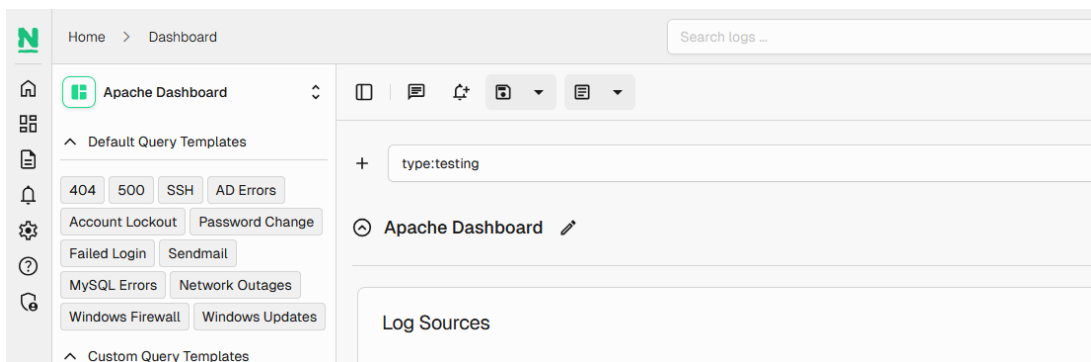 N
Home > Dashboard
Search logs ...
Apache Dashboard
Default Query Templates
404 500 SSH AD Errors
Account Lockout Password Change
Failed Login Sendmail
MySQL Errors Network Outages
Windows Firewall Windows Updates
Custom Query Templates
type:testing
Apache Dashboard
Log Sources